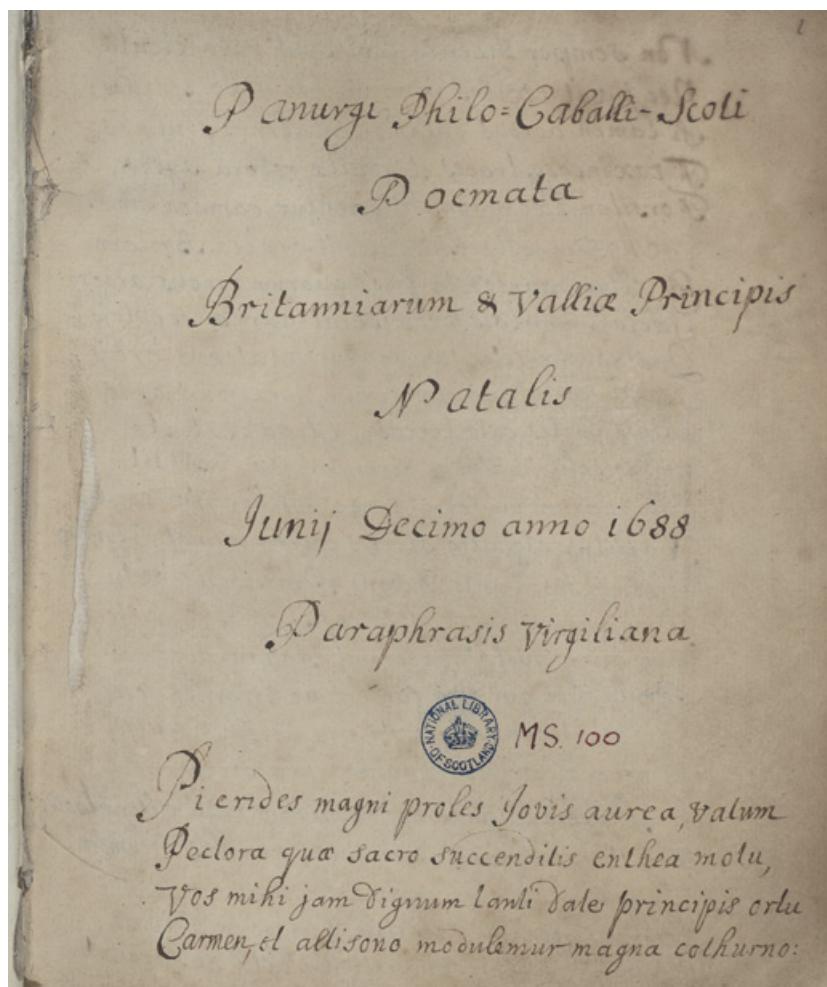 1
Panurgi Philo=Caballi-Scoti
Poemata
Britanniarum & Valliæ Principis
Natalis
Junij Decimo anno 1688
Paraphrasis Virgiliana
NATIONAL LIBRARY OF SCOTLAND
MS. 100
Pierides magni proles Jovis aurea, vatum
Pectora quæ sacro succenditis enthea motu,
Vos mihi jam dignum tanti date principis ortu
Carmen, et altisono modulemur magna cothurno: